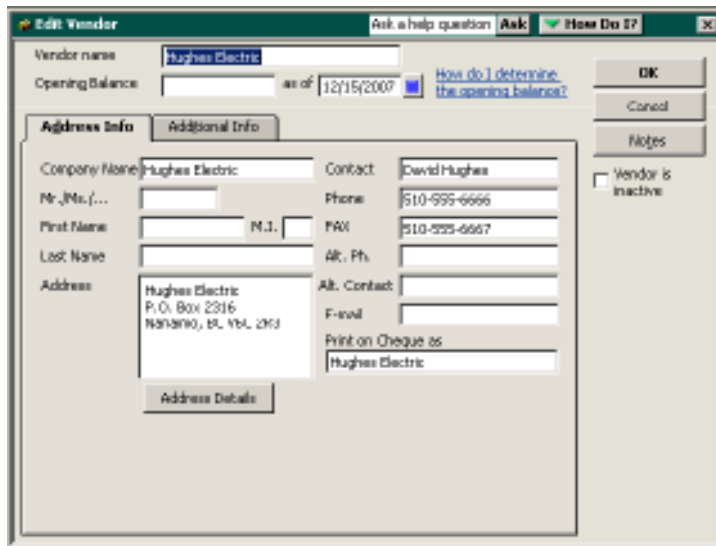 Edit Vendor
Ask a help question Ask How Do I?
Vendor name Hughes Electric
Opening Balance as of 12/15/2007 How do I determine
the opening balance?
OK
Cancel
Notes
Vendor is
inactive
Address Info Additional Info
Company Name Hughes Electric Contact David Hughes
Mr./Ms./... Phone 510-555-6666
First Name M.I. FAX 510-555-6667
Last Name Alt. Ph.
Address Hughes Electric Alt. Contact
P.O. Box 2316 E-mail
Nanaimo, BC
Print on Cheque as
Hughes Electric
Address Details